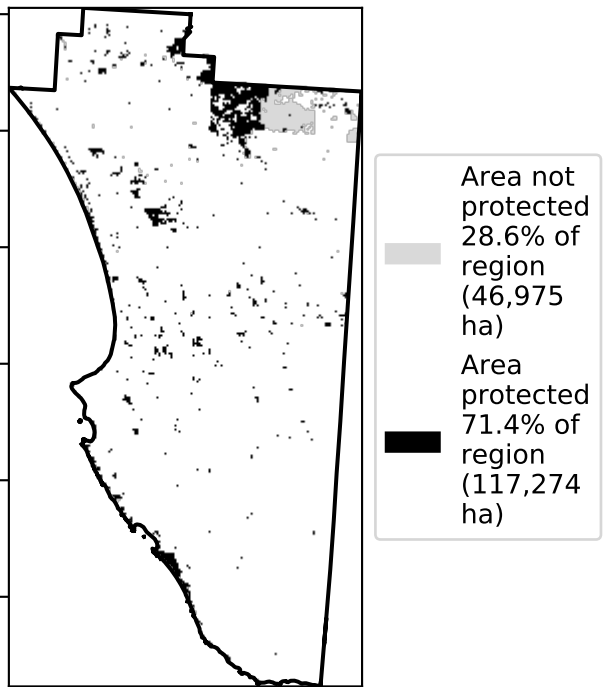 Area not
protected
28.6% of
region
(46,975
ha)
Area
protected
71.4% of
region
(117,274
ha)